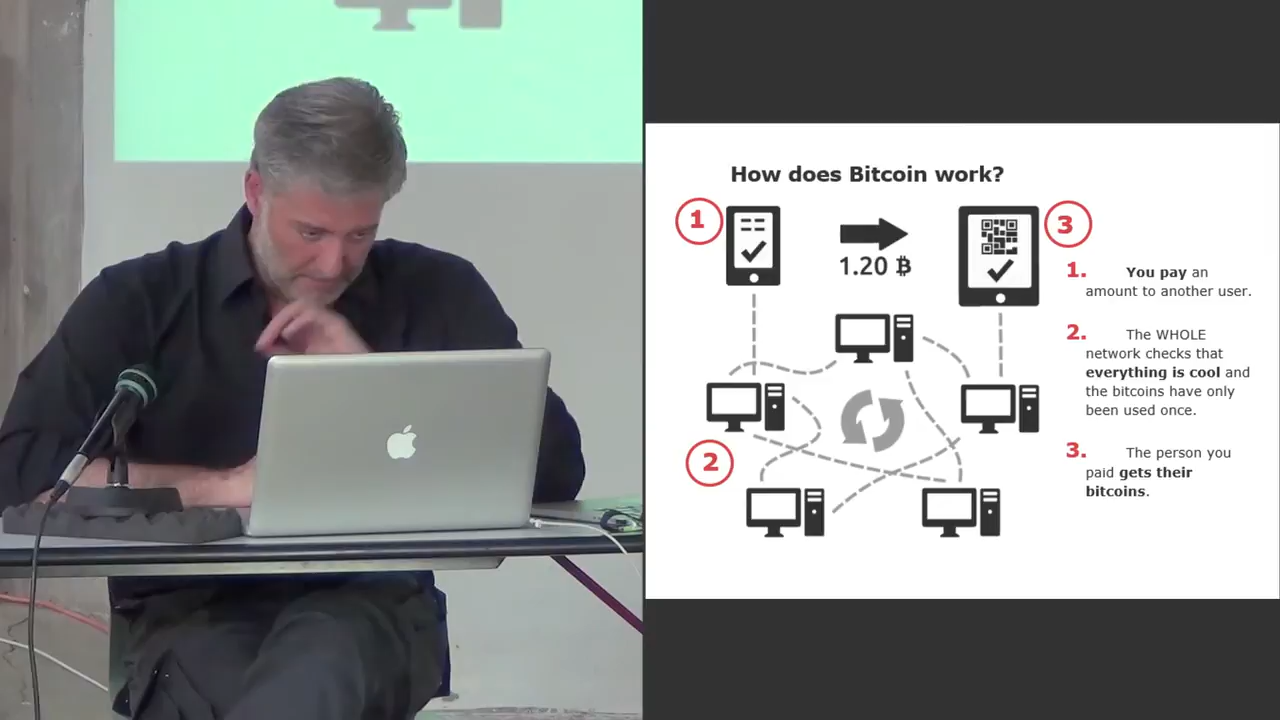 How does Bitcoin work?
1
3
1.20 ₿
1. You pay an
amount to another user.
2. The WHOLE
network checks that
everything is cool and
the bitcoins have only
been used once.
2
3. The person you
paid gets their
bitcoins.